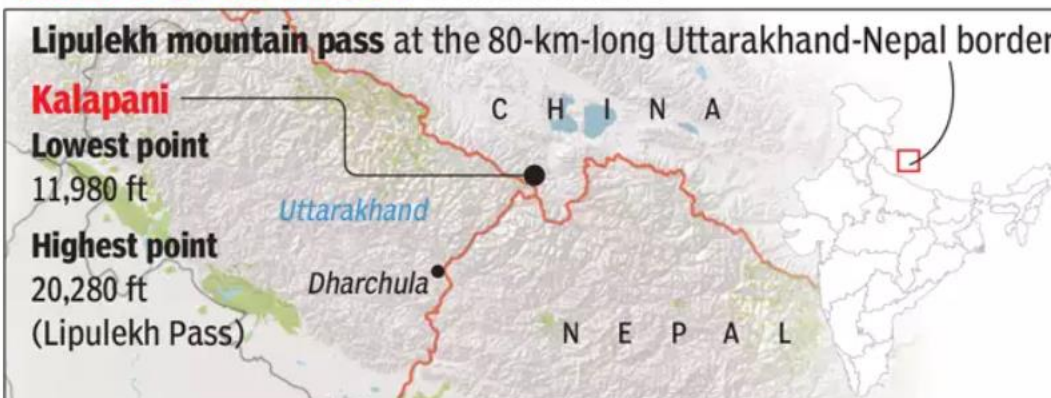 Lipulekh mountain pass at the 80-km-long Uttarakhand-Nepal border
Kalapani
Lowest point
11,980 ft
Highest point
20,280 ft
(Lipulekh Pass)
CHINA
Uttarakhand
Dharchula
NEPAL